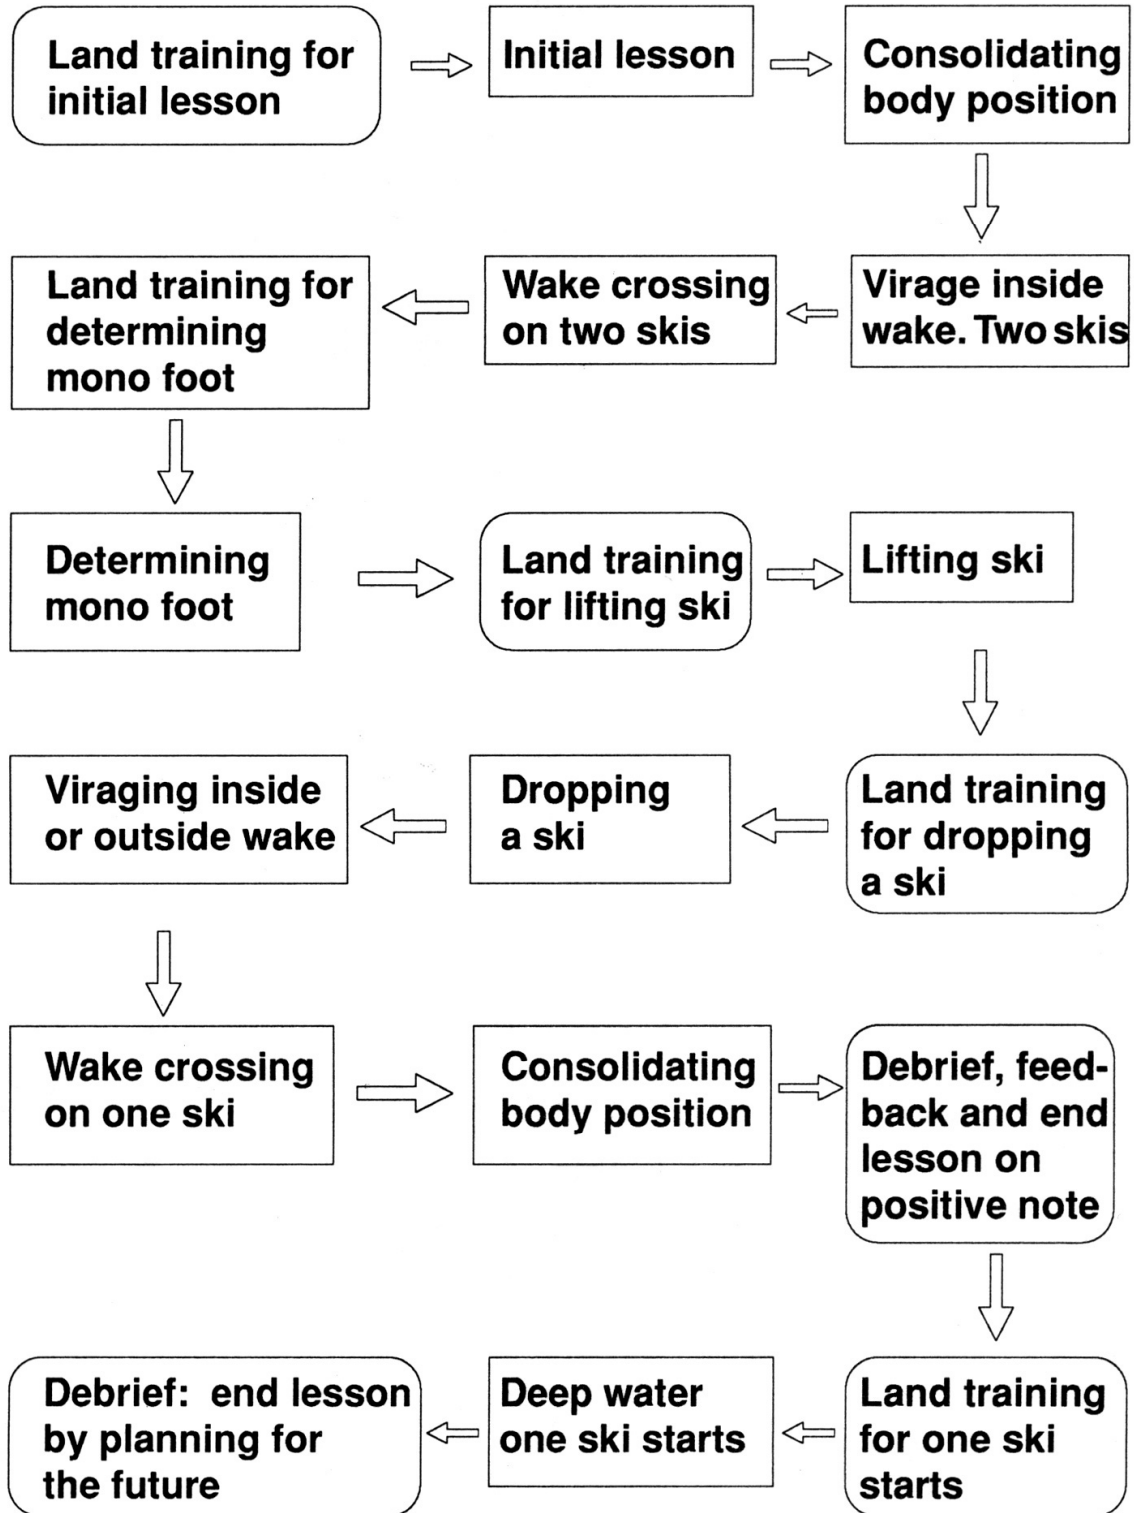 Land training for
initial lesson
Initial lesson
Consolidating
body position
Virage inside
wake. Two skis
Wake crossing
on two skis
Land training for
determining
mono foot
Determining
mono foot
Land training
for lifting ski
Lifting ski
Land training
for dropping
a ski
Dropping
a ski
Viraging inside
or outside wake
Wake crossing
on one ski
Consolidating
body position
Debrief, feed-
back and end
lesson on
positive note
Land training
for one ski
starts
Deep water
one ski starts
Debrief: end lesson
by planning for
the future